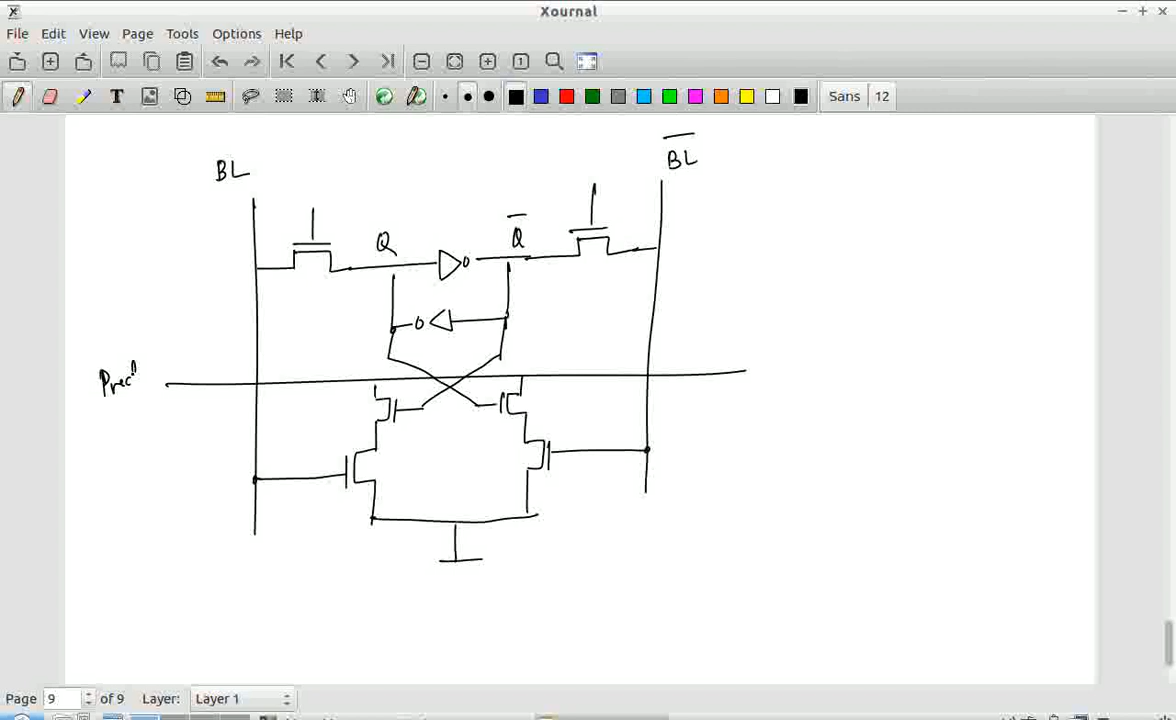 Xournal
File Edit View Page Tools Options Help
Sans 12
BL
BL
Q
Q
Page 9 of 9 Layer: Layer 1